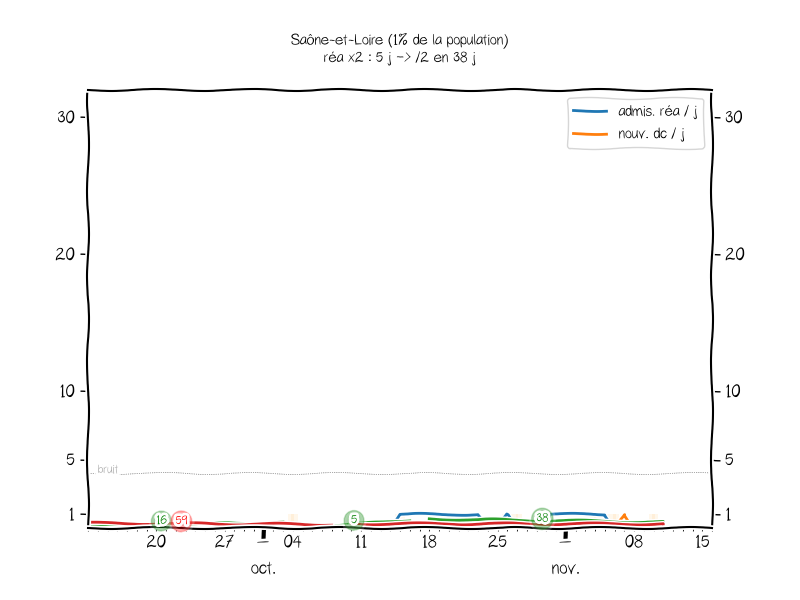 Saône-et-Loire (1% de la population)
réa x2 : 5 j -> /2 en 38 j
admis. réa / j
nouv. dc / j
30 30
20 20
10 10
5 5
bruit
1 1
16 59 5 38
20 27 04 11 18 25 08 15
oct. nov.